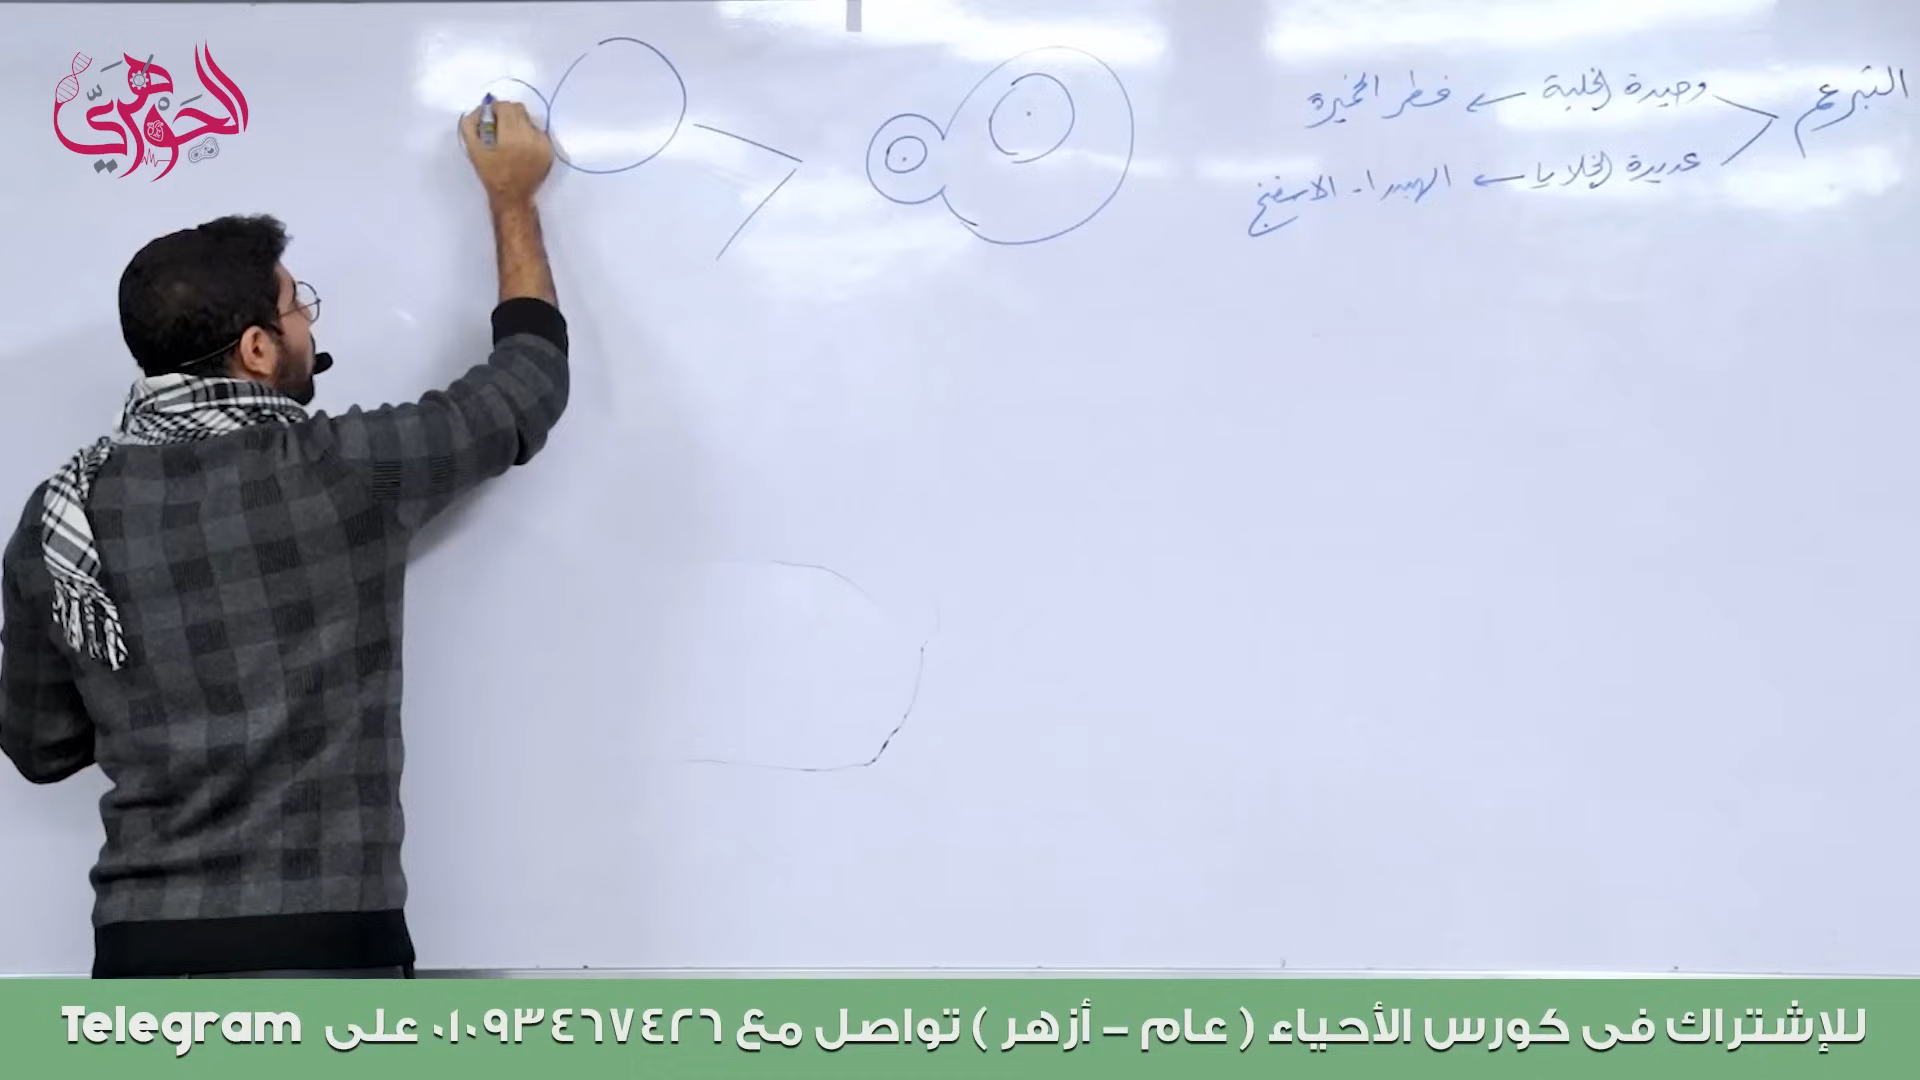 الجوهري
التبرعم
وحيدة الخلية ← فطر الخميرة
عديدة الخلايا ← الهيدرا - الاسفنج
للإشتراك فى كورس الأحياء ( عام - أزهر ) تواصل مع ٠١٠٩٣٤٦٧٤٢٦ على Telegram